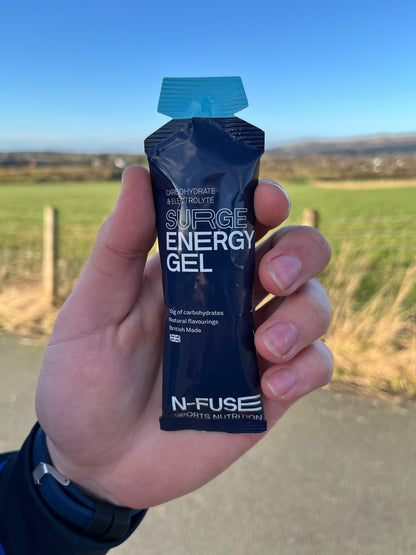 CARBOHYDRATE
& ELECTROLYTE
SURGE
ENERGY
GEL
of carbohydrates
Natural flavourings
British Made
N-FUSE
SPORTS NUTRITION